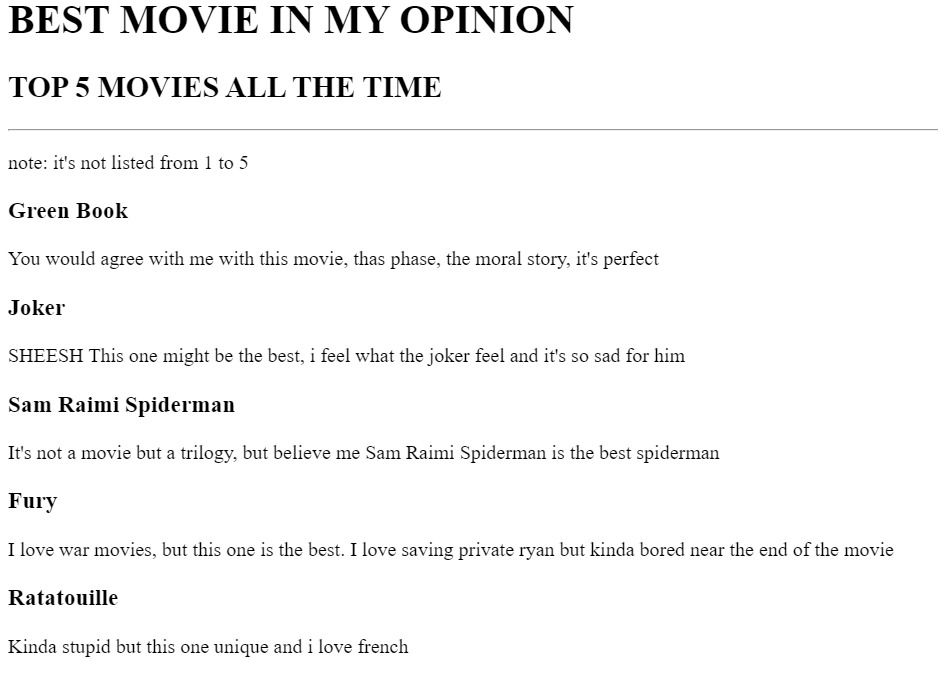 BEST MOVIE IN MY OPINION
TOP 5 MOVIES ALL THE TIME
note: it's not listed from 1 to 5
Green Book
You would agree with me with this movie, thas phase, the moral story, it's perfect
Joker
SHEESH This one might be the best, i feel what the joker feel and it's so sad for him
Sam Raimi Spiderman
It's not a movie but a trilogy, but believe me Sam Raimi Spiderman is the best spiderman
Fury
I love war movies, but this one is the best. I love saving private ryan but kinda bored near the end of the movie
Ratatouille
Kinda stupid but this one unique and i love french